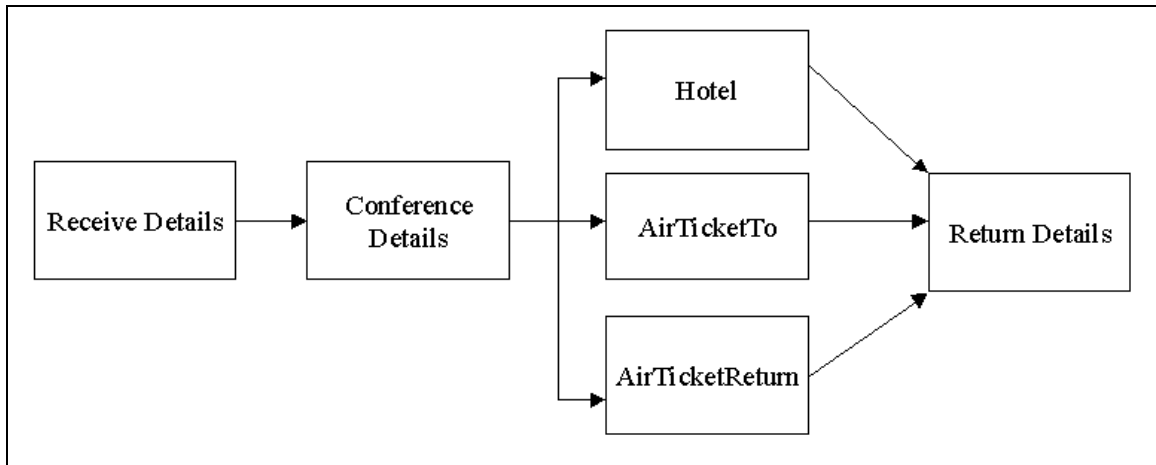 Receive Details
Conference
Details
Hotel
AirTicketTo
AirTicketReturn
Return Details